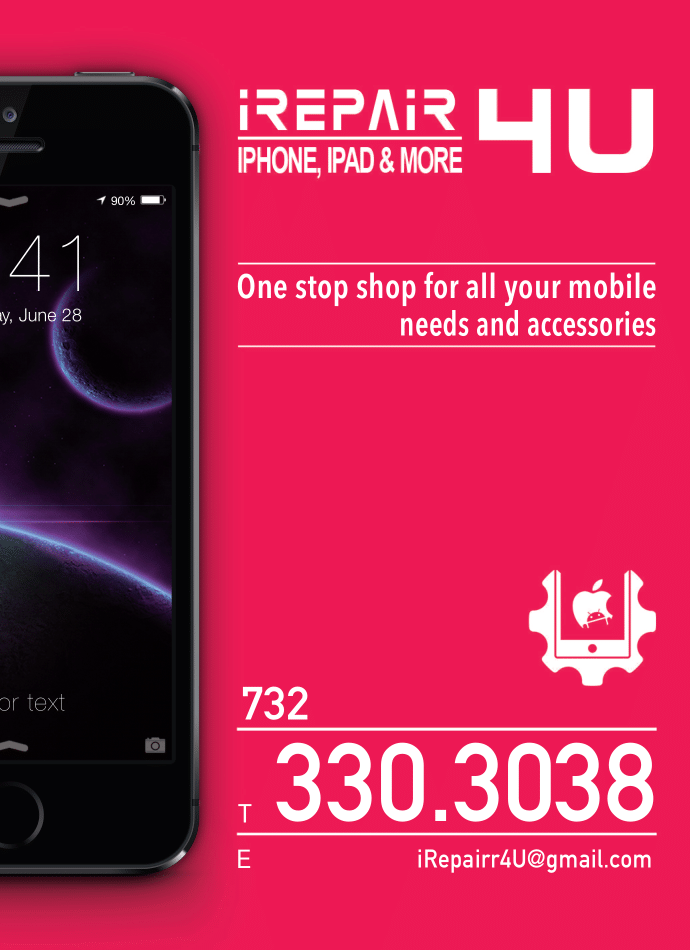 iREPAiR 4U
IPHONE, IPAD & MORE
90%
41
y, June 28
One stop shop for all your mobile
needs and accessories
or text
732
T 330.3038
E iRepairr4U@gmail.com